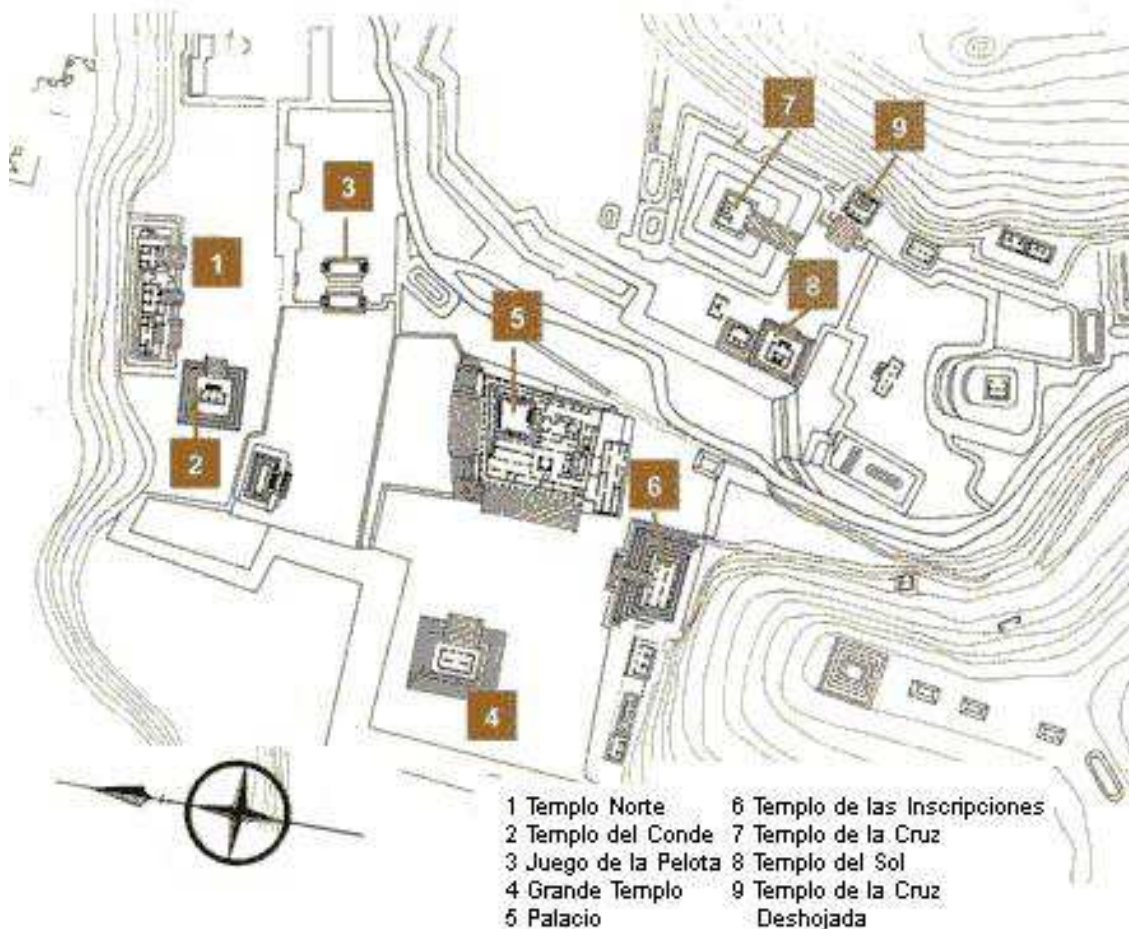 7
9
3
1
8
5
2
6
4
1 Templo Norte
2 Templo del Conde
3 Juego de la Pelota
4 Grande Templo
5 Palacio
6 Templo de las Inscripciones
7 Templo de la Cruz
8 Templo del Sol
9 Templo de la Cruz
Deshojada